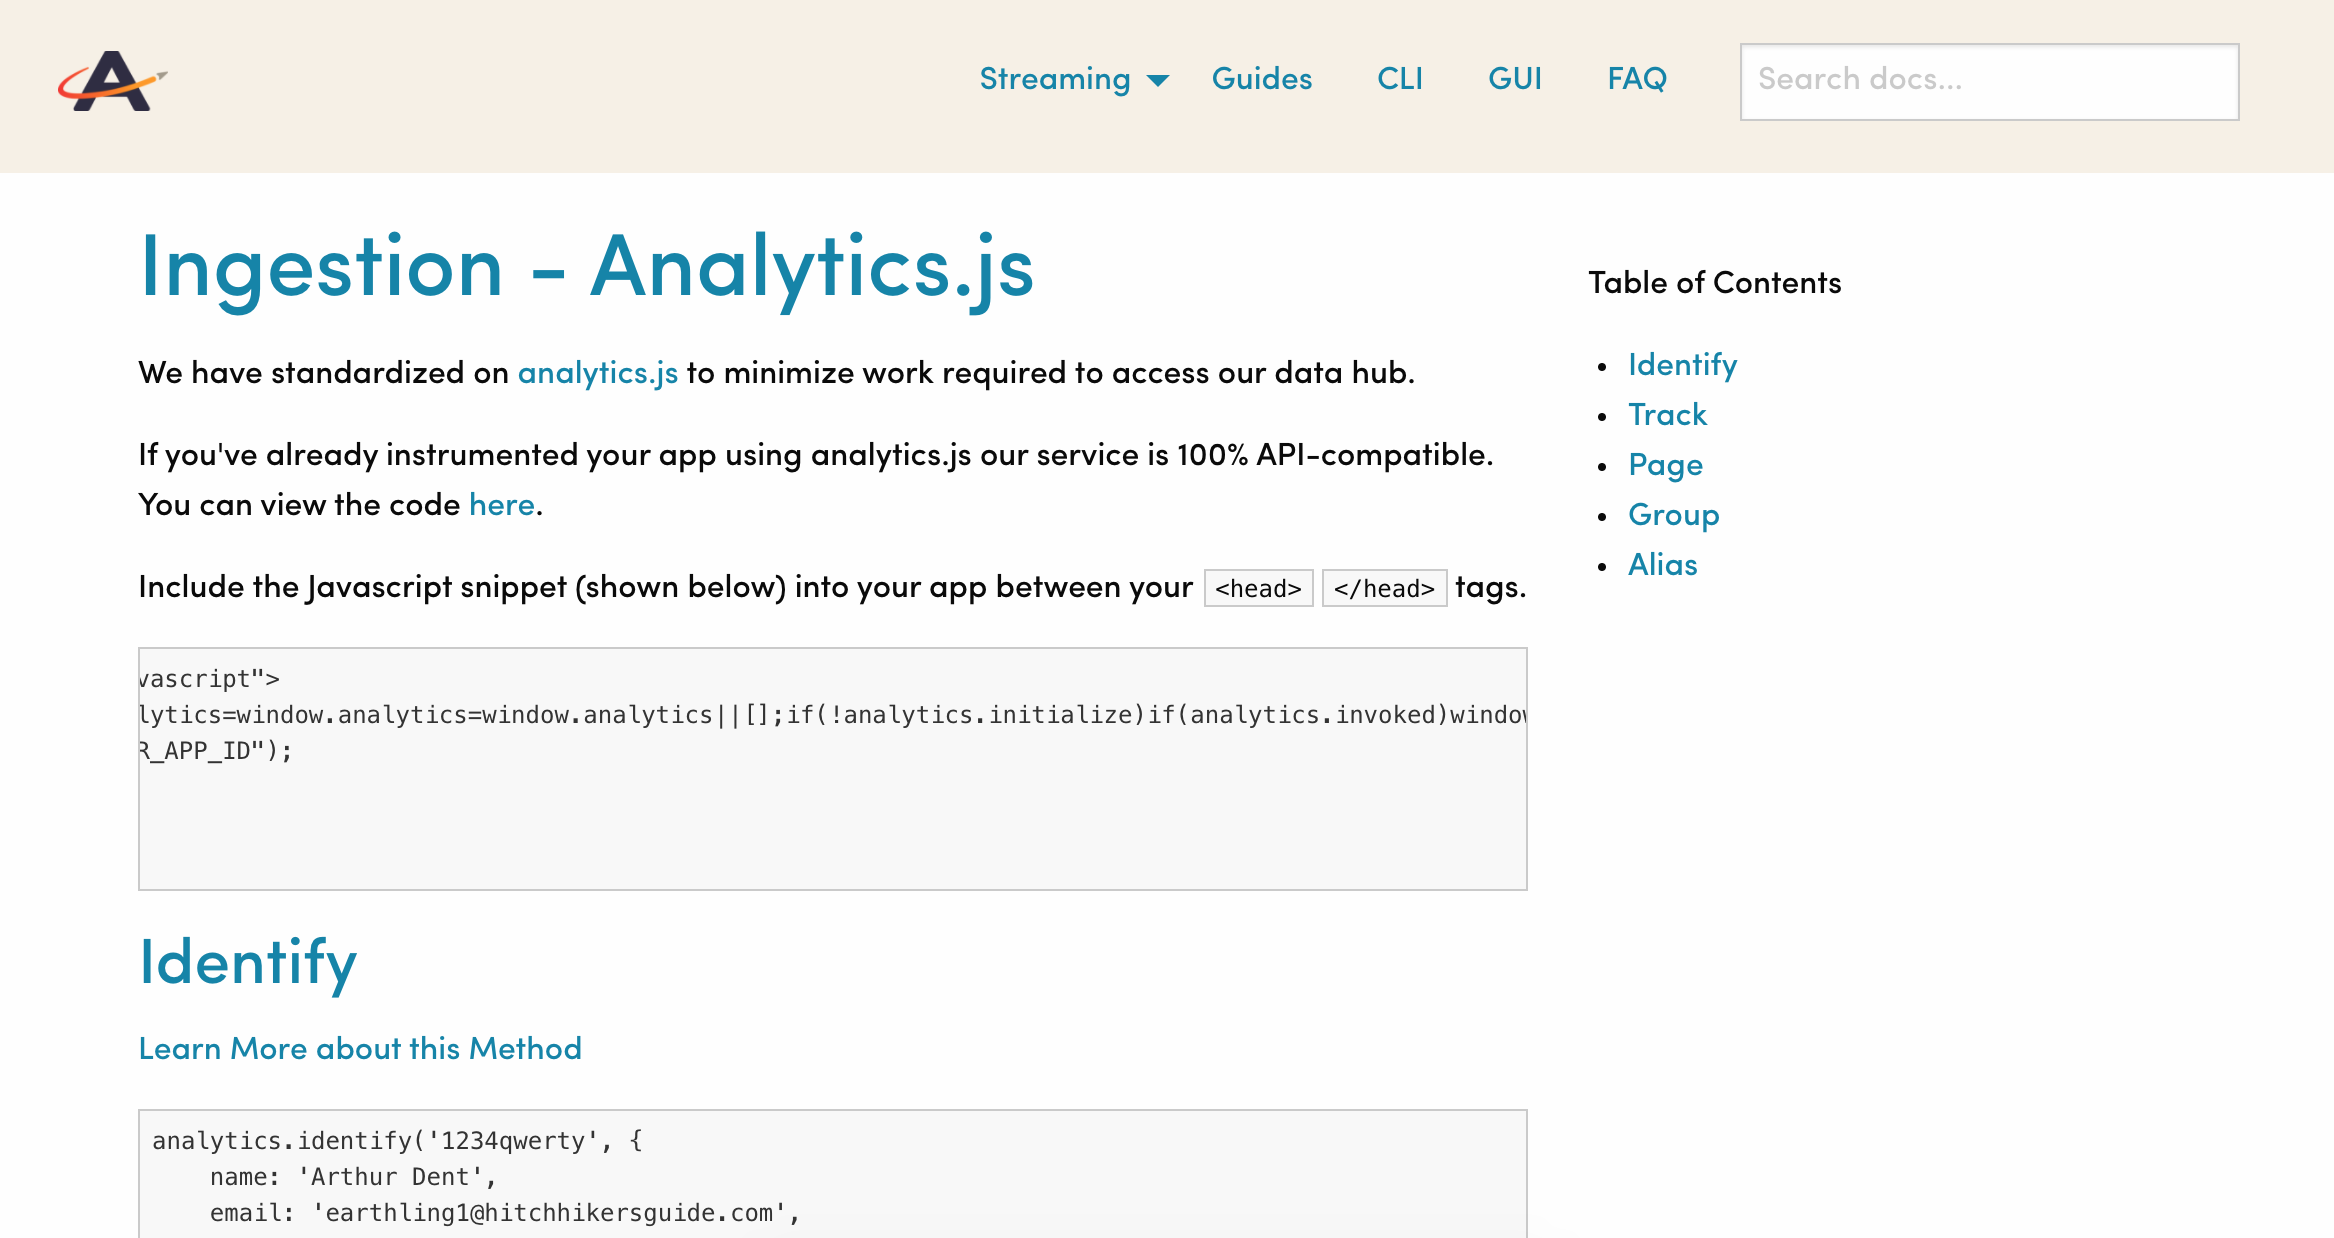 A
Streaming Guides CLI GUI FAQ Search docs...
Ingestion - Analytics.js
We have standardized on analytics.js to minimize work required to access our data hub.
If you've already instrumented your app using analytics.js our service is 100% API-compatible.
You can view the code here.
Include the Javascript snippet (shown below) into your app between your <head> </head> tags.
vascript">
lytics=window.analytics=window.analytics||[];if(!analytics.initialize)if(analytics.invoked)window
R_APP_ID");
Identify
Learn More about this Method
analytics.identify('1234qwerty', {
    name: 'Arthur Dent',
    email: 'earthling1@hitchhikersguide.com',
Table of Contents
Identify
Track
Page
Group
Alias